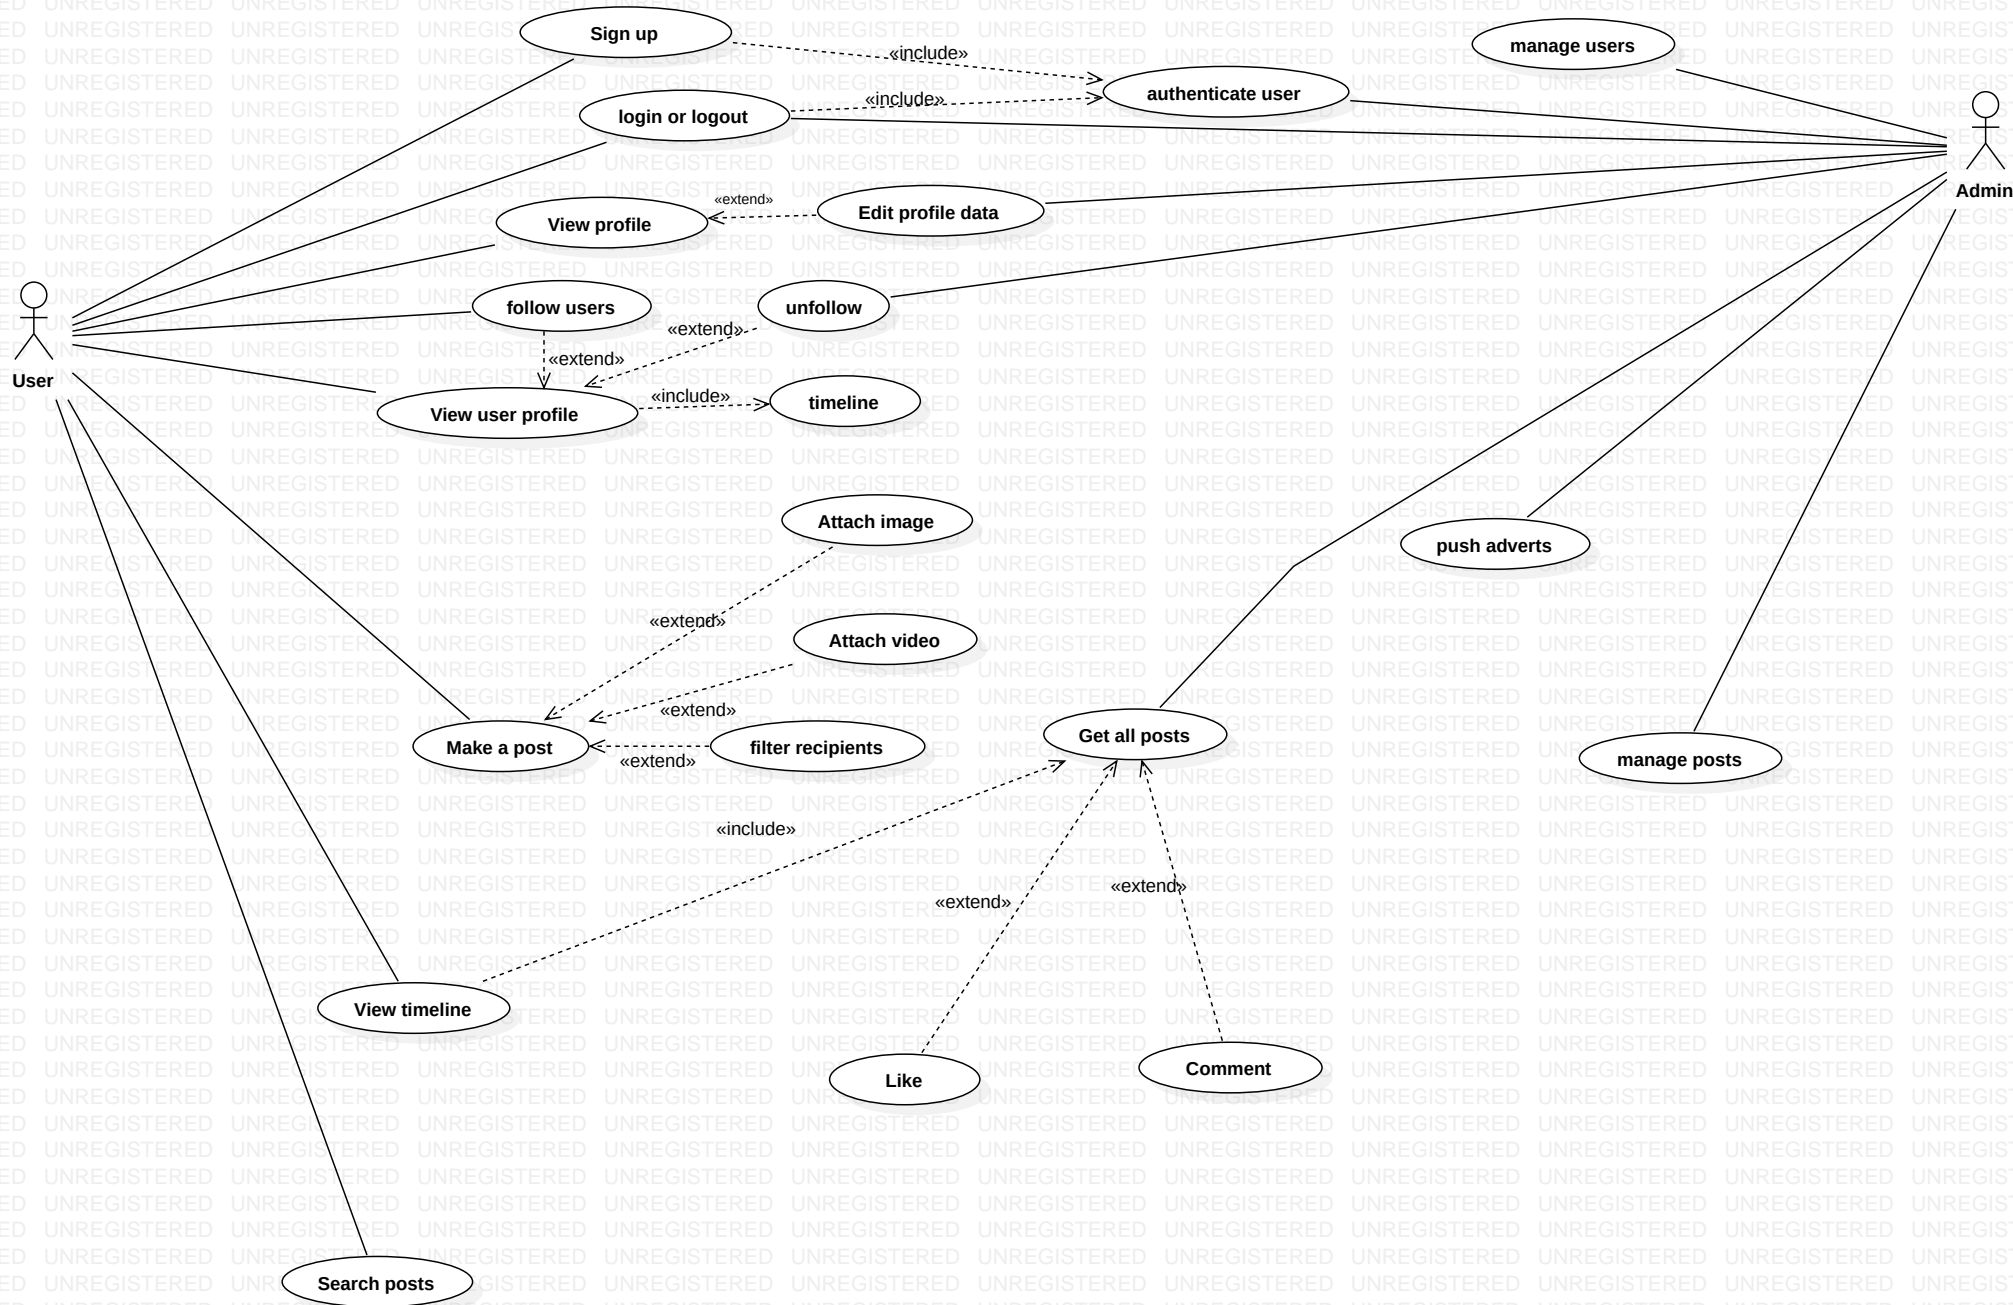 Sign up
«include»
manage users
authenticate user
«include»
login or logout
Admin
View profile
«extend»
Edit profile data
follow users
unfollow
«extend»
«extend»
User
View user profile
«include»
timeline
Attach image
push adverts
«extend»
Attach video
«extend»
Make a post
filter recipients
«extend»
Get all posts
manage posts
«include»
«extend»
«extend»
View timeline
Like
Comment
Search posts
UNREGISTERED